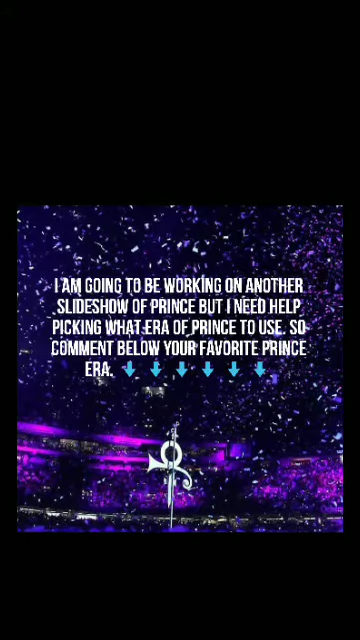 I AM GOING TO BE WORKING ON ANOTHER
SLIDESHOW OF PRINCE BUT I NEED HELP
PICKING WHAT ERA OF PRINCE TO USE. SO
COMMENT BELOW YOUR FAVORITE PRINCE
ERA. ⬇️ ⬇️ ⬇️ ⬇️ ⬇️ ⬇️